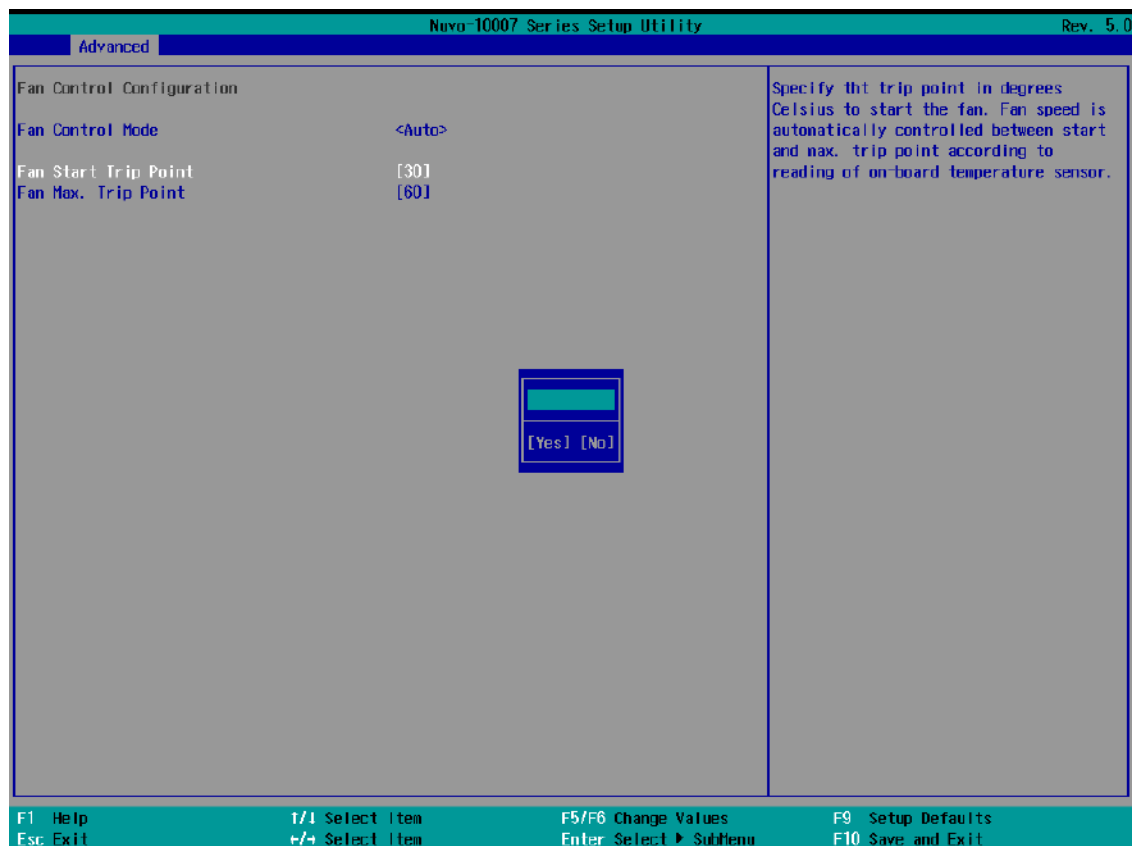 Nuvo-10007 Series Setup Utility Rev. 5.0
Advanced
Fan Control Configuration
Fan Control Mode <Auto>
Fan Start Trip Point [30]
Fan Max. Trip Point [60]
Specify tht trip point in degrees
Celsius to start the fan. Fan speed is
automatically controlled between start
and nax. trip point according to
reading of on-board temperature sensor.
[Yes] [No]
F1 Help ↑/↓ Select Item F5/F6 Change Values F9 Setup Defaults
Esc Exit ←/→ Select Item Enter Select ▶ SubMenu F10 Save and Exit